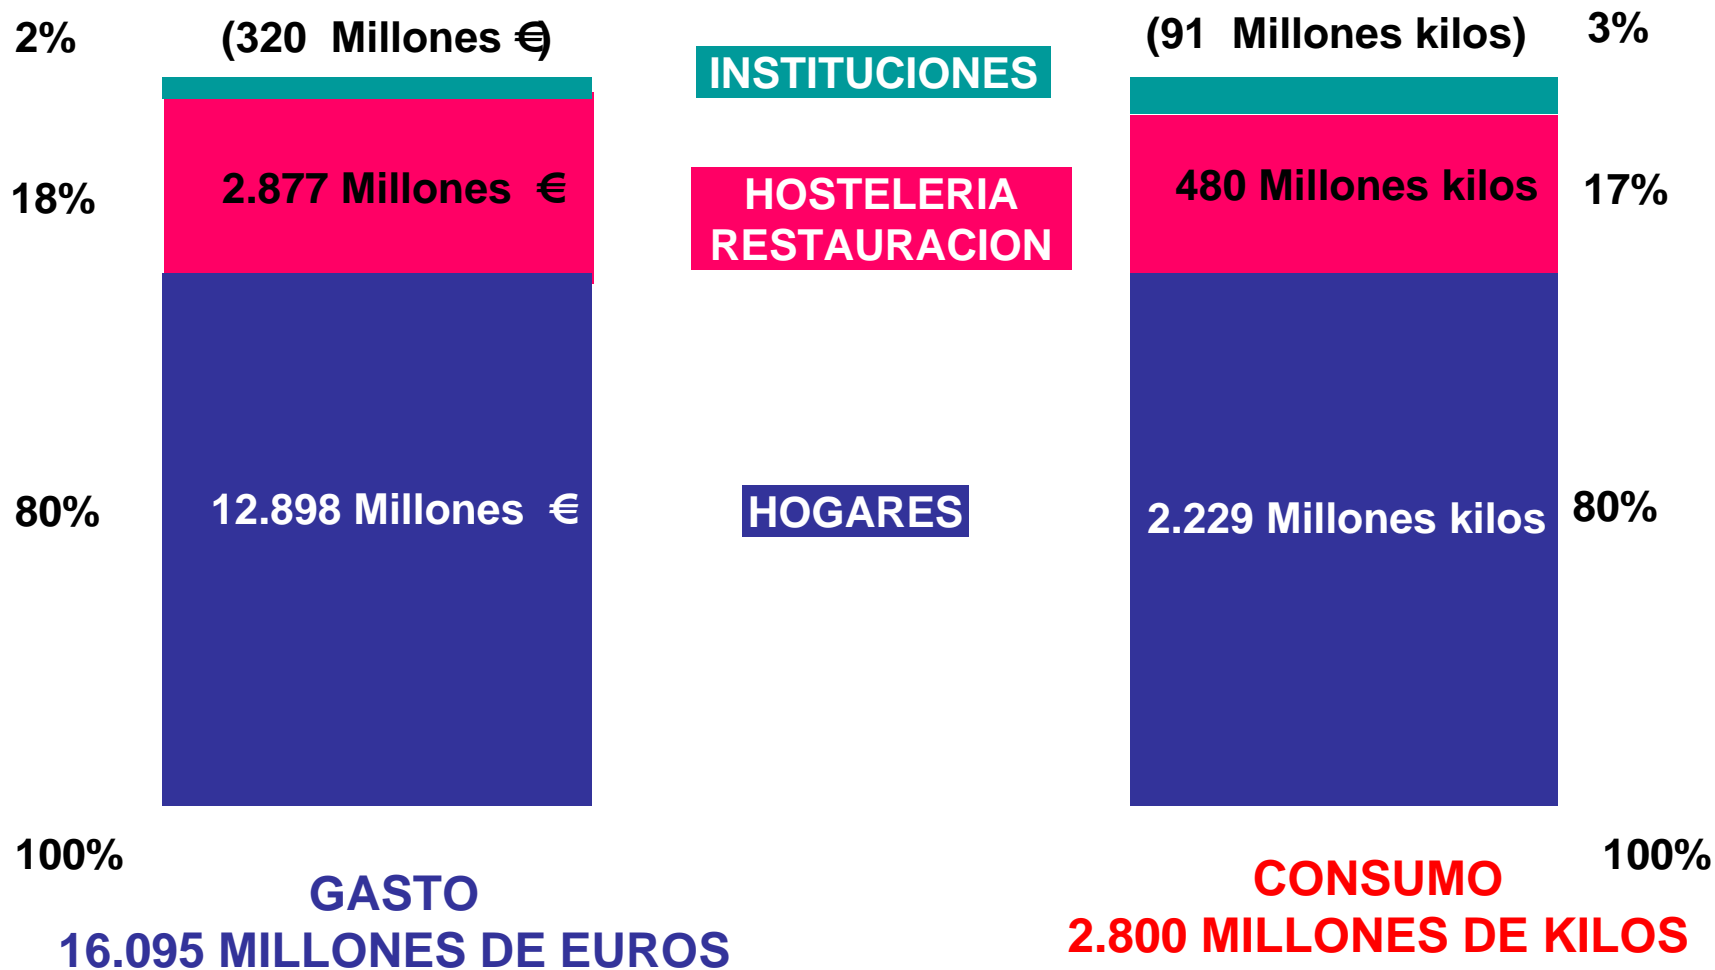 2%
(320 Millones €)
INSTITUCIONES
(91 Millones kilos)
3%
18%
2.877 Millones €
HOSTELERIA
RESTAURACION
480 Millones kilos
17%
80%
12.898 Millones €
HOGARES
2.229 Millones kilos
80%
100%
GASTO
16.095 MILLONES DE EUROS
CONSUMO
2.800 MILLONES DE KILOS
100%